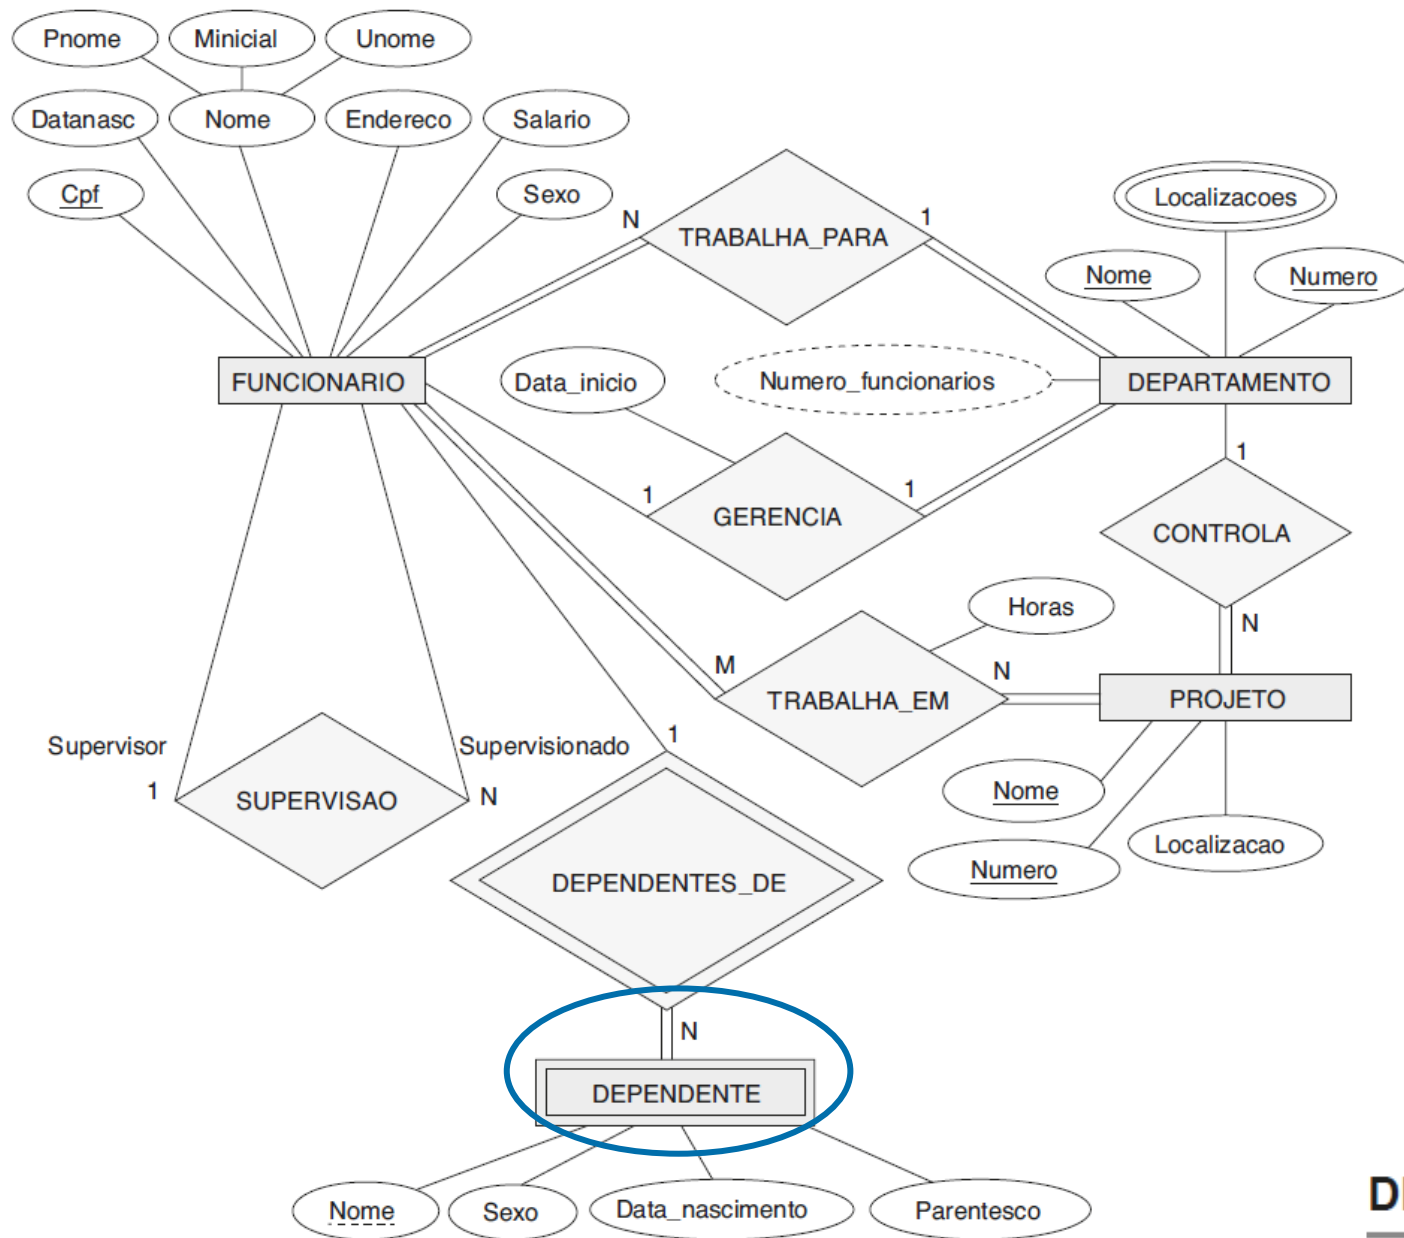 Pnome Minicial Unome
Datanasc Nome Endereco Salario
Cpf Sexo
N TRABALHA_PARA 1
Localizacoes
Nome Numero
FUNCIONARIO Data_inicio Numero_funcionarios DEPARTAMENTO
1 GERENCIA 1
1
CONTROLA
N
Horas
M TRABALHA_EM N
PROJETO
Nome
Numero
Localizacao
Supervisor Supervisionado
1 SUPERVISAO N
1
DEPENDENTES_DE
N
DEPENDENTE
Nome Sexo Data_nascimento Parentesco